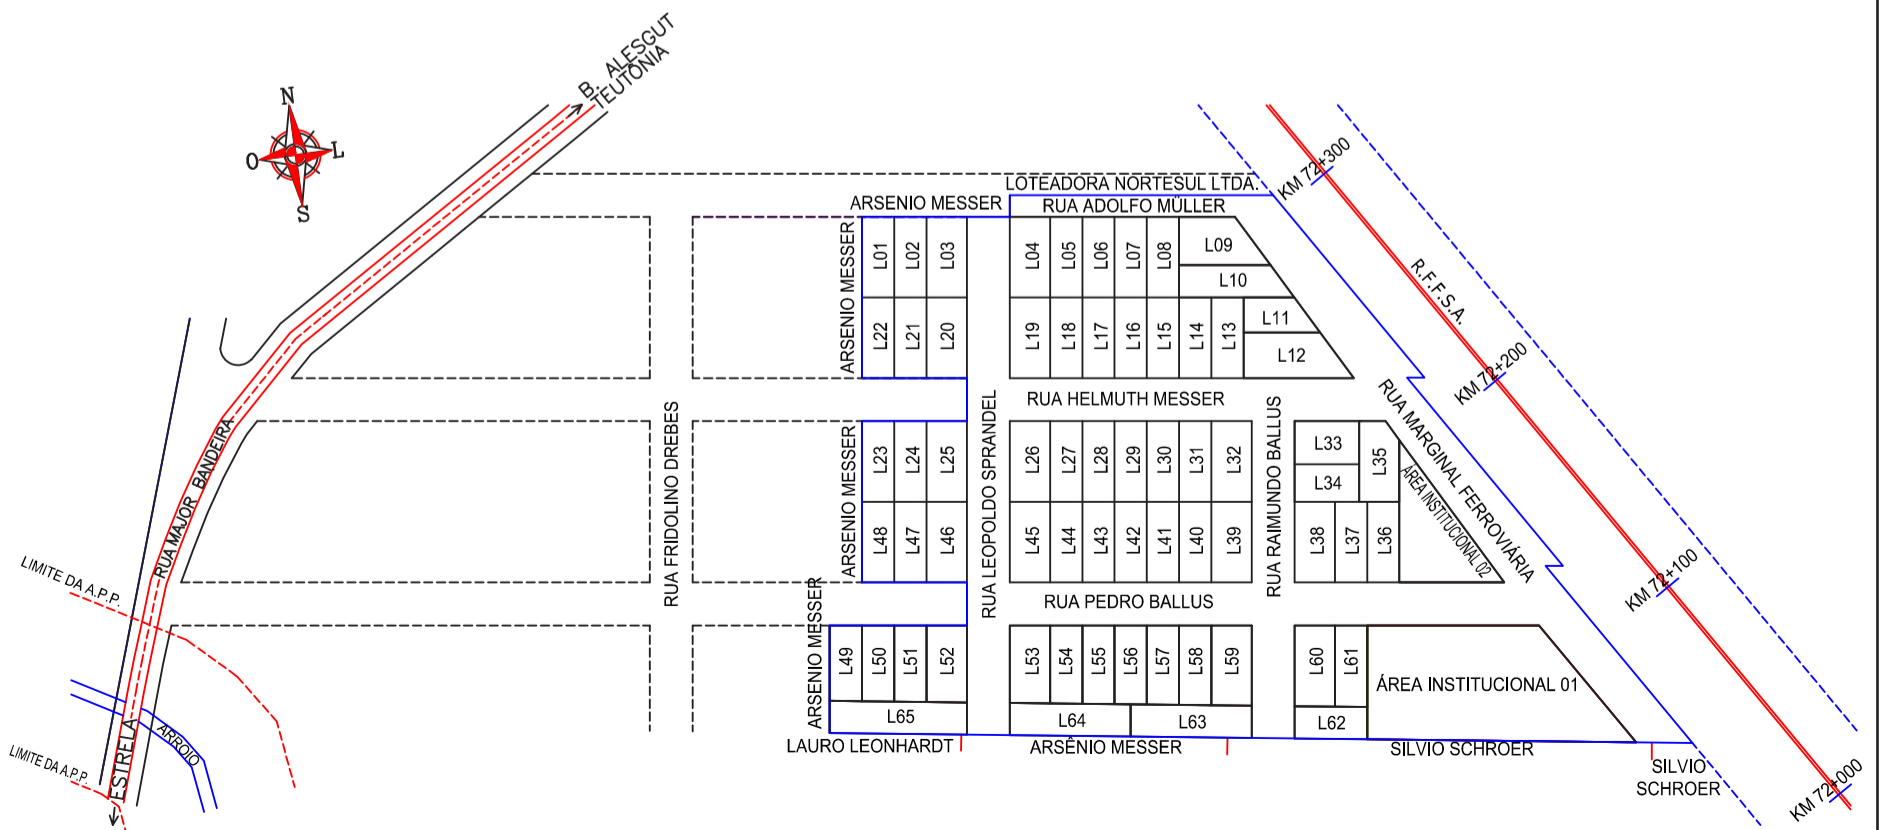 B. ALESGUT
TEUTÔNIA
N
O
L
S
LOTEADORA NORTESUL LTDA.
ARSENIO MESSER
RUA ADOLFO MÜLLER
KM 72+300
ARSENIO MESSER
L01
L02
L03
L04
L05
L06
L07
L08
L09
L10
R.F.F.S.A.
L22
L21
L20
L19
L18
L17
L16
L15
L14
L13
L11
L12
KM 72+200
RUA HELMUTH MESSER
RUA MAJOR BANDEIRA
RUA FRIDOLINO DREBES
ARSENIO MESSER
RUA LEOPOLDO SPRANDEL
RUA RAIMUNDO BALLUS
RUA MARGINAL FERROVIÁRIA
L23
L24
L25
L26
L27
L28
L29
L30
L31
L32
L33
L34
L35
ÁREA INSTITUCIONAL 02
L48
L47
L46
L45
L44
L43
L42
L41
L40
L39
L38
L37
L36
KM 72+100
LIMITE DA A.P.P.
RUA PEDRO BALLUS
ARSENIO MESSER
L49
L50
L51
L52
L53
L54
L55
L56
L57
L58
L59
L60
L61
ÁREA INSTITUCIONAL 01
L65
L64
L63
L62
LAURO LEONHARDT
ARSÊNIO MESSER
SILVIO SCHROER
SILVIO
SCHROER
KM 72+000
ARROIO
LIMITE DA A.P.P.
ESTRELA